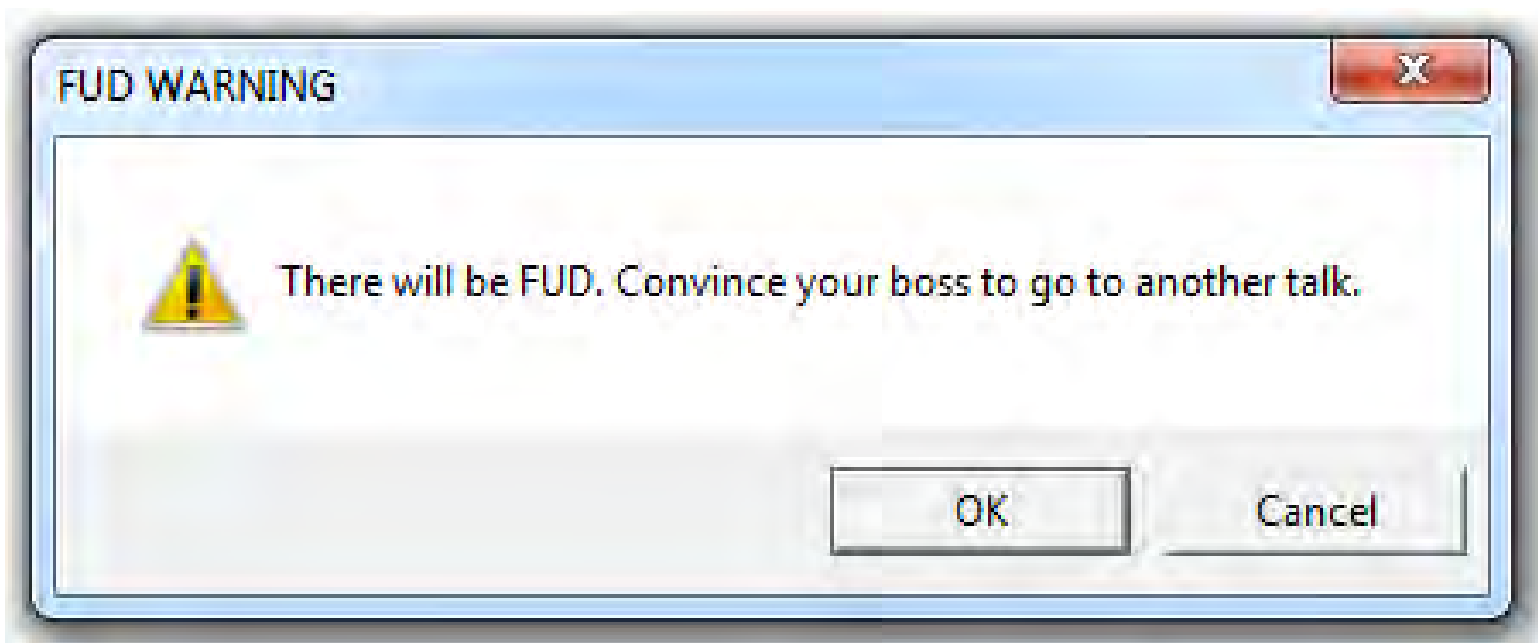 FUD WARNING
There will be FUD. Convince your boss to go to another talk.
OK
Cancel